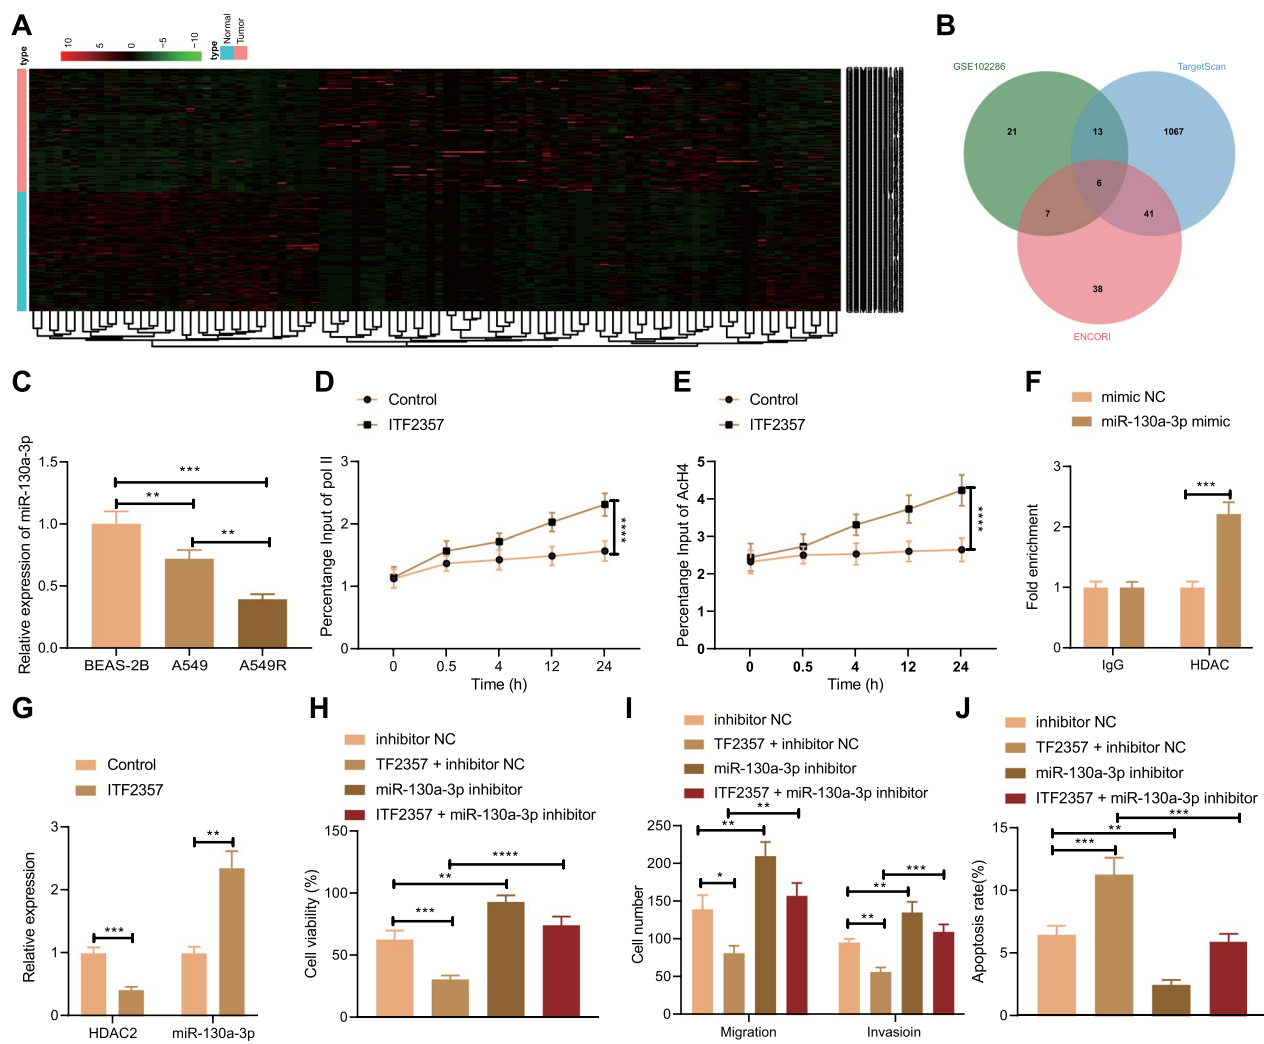 A
type
10
5
0
−5
−10
type
Normal
Tumor
B
GSE102286
TargetScan
21
13
1067
6
7
41
38
ENCORI
C
Relative expression of miR-130a-3p
1.5
1.0
0.5
0.0
***
**
**
BEAS-2B
A549
A549R
D
Control
ITF2357
Percentange Input of pol II
3
2
1
0
****
0
0.5
4
12
24
Time (h)
E
Control
ITF2357
Percentange Input of AcH4
5
4
3
2
1
0
****
0
0.5
4
12
24
Time (h)
F
mimic NC
miR-130a-3p mimic
Fold enrichment
3
2
1
0
***
IgG
HDAC
G
Control
ITF2357
Relative expression
3
2
1
0
***
**
HDAC2
miR-130a-3p
H
inhibitor NC
TF2357 + inhibitor NC
miR-130a-3p inhibitor
ITF2357 + miR-130a-3p inhibitor
Cell viability (%)
150
100
50
0
****
**
***
I
inhibitor NC
TF2357 + inhibitor NC
miR-130a-3p inhibitor
ITF2357 + miR-130a-3p inhibitor
Cell number
250
200
150
100
50
0
**
**
*
***
**
**
Migration
Invasioin
J
inhibitor NC
TF2357 + inhibitor NC
miR-130a-3p inhibitor
ITF2357 + miR-130a-3p inhibitor
Apoptosis rate(%)
15
10
5
0
***
**
***